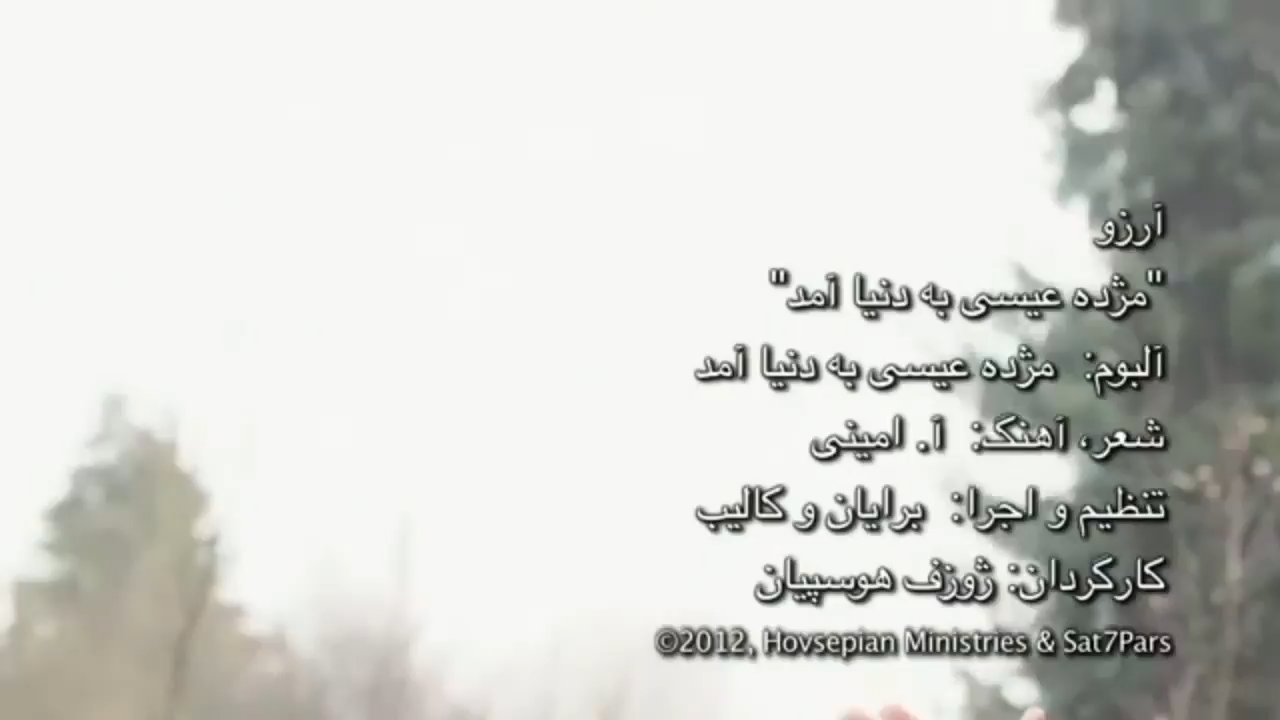 آرزو
"مژده عیسی به دنیا آمد"
آلبوم: مژده عیسی به دنیا آمد
شعر، آهنگ: آ. امینی
تنظیم و اجرا: برایان و کالیب
کارگردان: ژوزف هوسپیان
©2012, Hovsepian Ministries & Sat7Pars